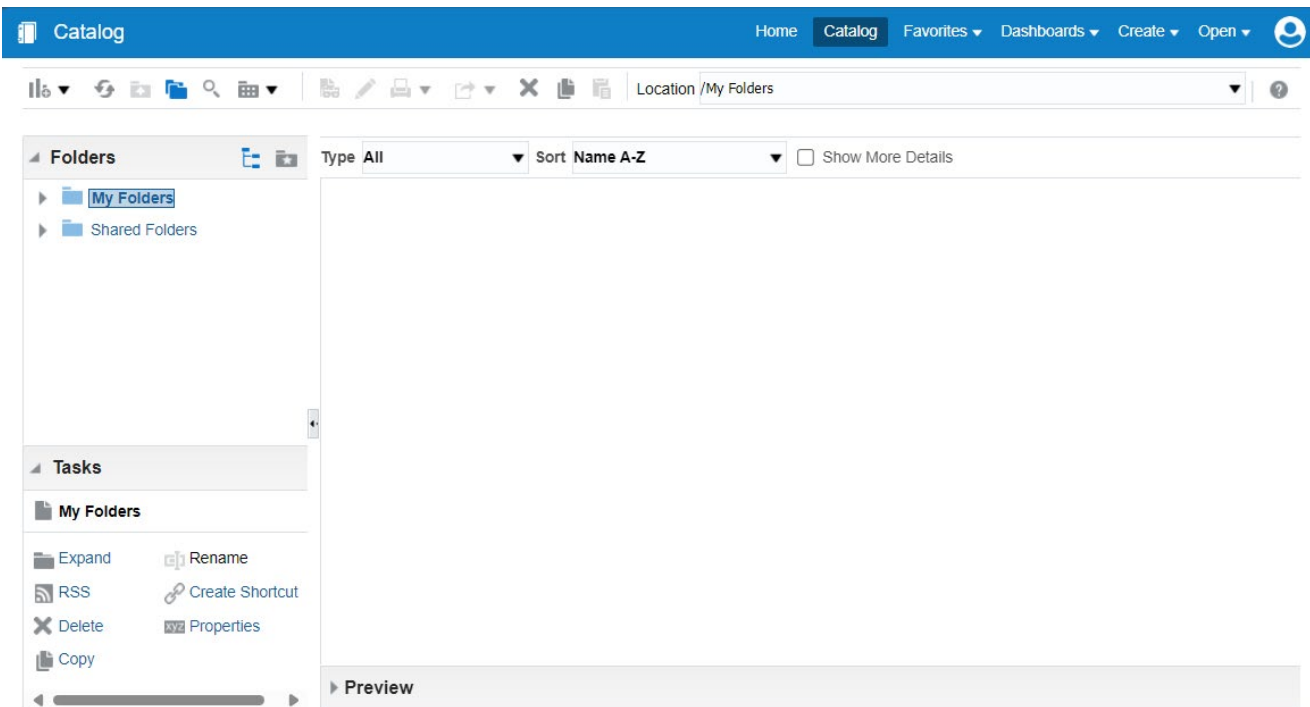 Catalog
Home Catalog Favorites Dashboards Create Open
Location /My Folders
Folders
Type All Sort Name A-Z Show More Details
My Folders
Shared Folders
Tasks
My Folders
Expand Rename
RSS Create Shortcut
xyz
Delete Properties
Copy
Preview